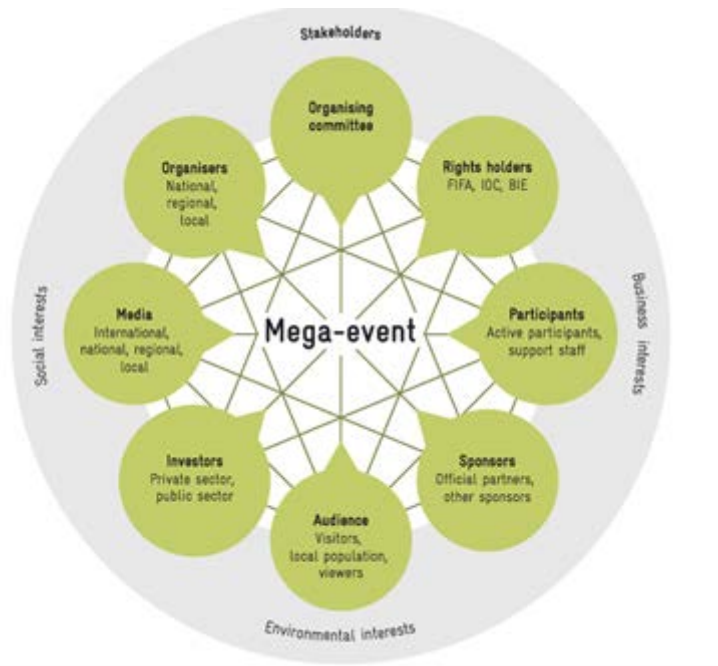 Stakeholders
Organising
committee
Organisers
National,
regional,
local
Rights holders
FIFA, IOC, BIE
Social interests
Media
International,
national, regional,
local
Mega-event
Participants
Active participants,
support staff
Business interests
Investors
Private sector,
public sector
Sponsors
Official partners,
other sponsors
Audience
Visitors,
local population,
viewers
Environmental interests